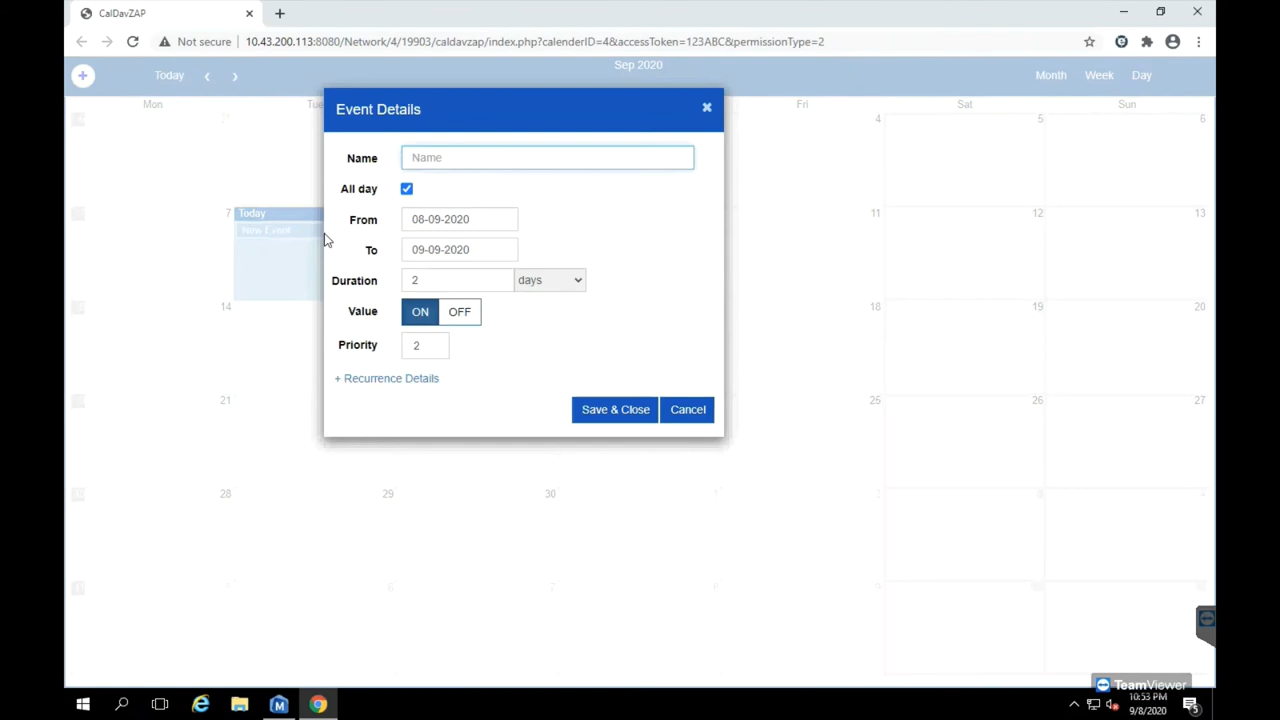 CalDavZAP
Not secure
10.43.200.113:8080/Network/4/19903/caldavzap/index.php?calenderID=4&accessToken=123ABC&permissionType=2
Today
Sep 2020
Month Week Day
Mon Tue Fri Sat Sun
4 5 6
Event Details
Name Name
All day
From 08-09-2020
To 09-09-2020
Duration 2 days
Value ON OFF
Priority 2
+ Recurrence Details
Save & Close Cancel
7 Today 11 12 13
New Event
14 18 19 20
21 25 26 27
28 29 30
TeamViewer
10:53 PM
9/8/2020
5